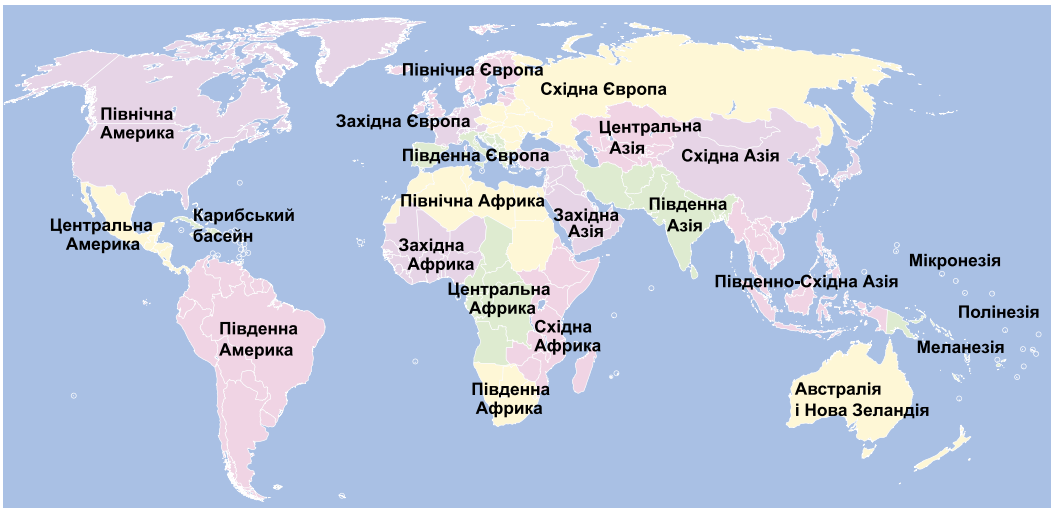 Північна Європа
Східна Європа
Північна
Америка
Західна Європа
Центральна
Азія
Східна Азія
Південна Європа
Північна Африка
Південна
Азія
Карибський
басейн
Західна
Азія
Центральна
Америка
Західна
Африка
Мікронезія
Південно-Східна Азія
Центральна
Африка
Полінезія
Південна
Америка
Східна
Африка
Меланезія
Південна
Африка
Австралія
і Нова Зеландія